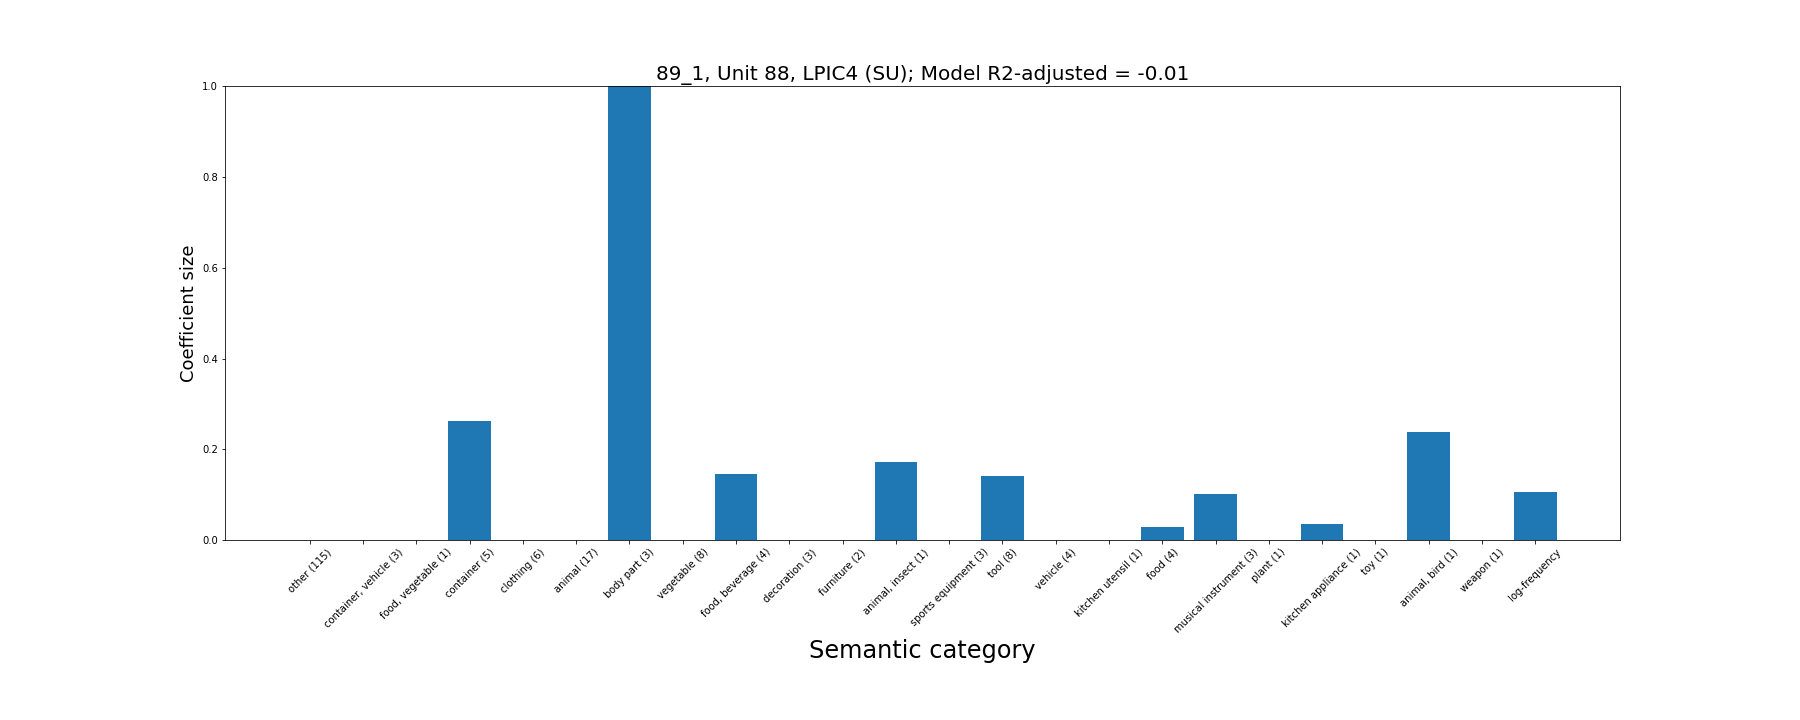 89_1, Unit 88, LPIC4 (SU); Model R2-adjusted = -0.01
1.0
0.8
0.6
0.4
0.2
0.0
Coefficient size
other (115)
container, vehicle (3)
food, vegetable (1)
container (5)
clothing (6)
animal (17)
body part (3)
vegetable (8)
food, beverage (4)
decoration (3)
furniture (2)
animal, insect (1)
sports equipment (3)
tool (8)
vehicle (4)
kitchen utensil (1)
food (4)
musical instrument (3)
plant (1)
kitchen appliance (1)
toy (1)
animal, bird (1)
weapon (1)
log-frequency
Semantic category